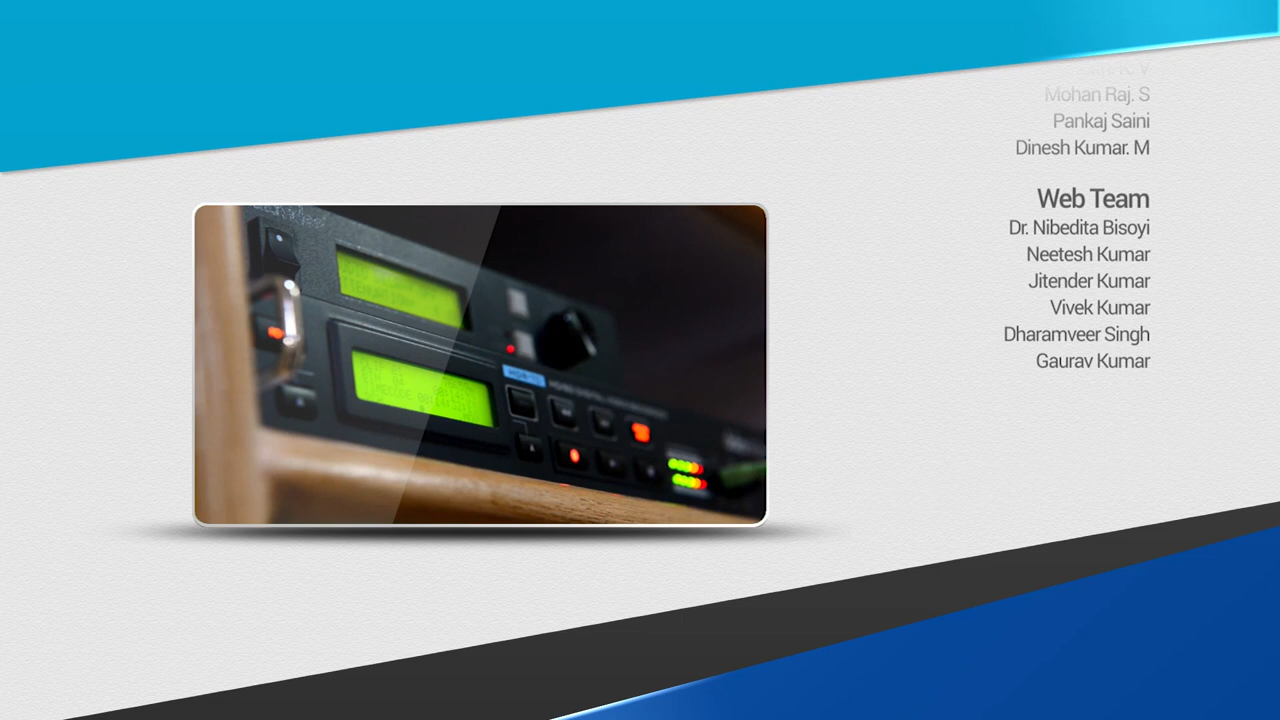 Mohan Raj. S
Pankaj Saini
Dinesh Kumar. M
Web Team
Dr. Nibedita Bisoyi
Neetesh Kumar
Jitender Kumar
Vivek Kumar
Dharamveer Singh
Gaurav Kumar